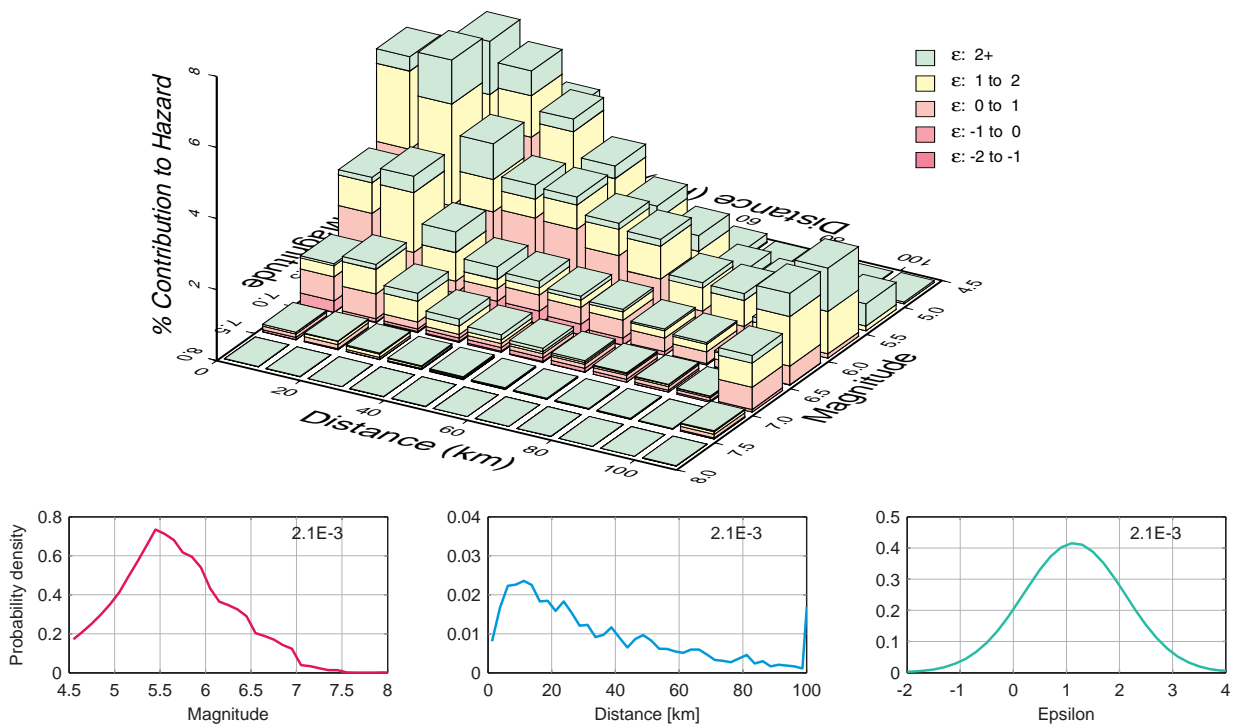 % Contribution to Hazard
8
6
4
2
0
ε: 2+
ε: 1 to 2
ε: 0 to 1
ε: -1 to 0
ε: -2 to -1
Magnitude
7.0
7.5
8.0
0
20
40
60
80
100
Distance (km)
Distance (
60
100
4.5
5.0
5.5
6.0
6.5
7.0
7.5
8.0
Magnitude
Probability density
0.8
0.6
0.4
0.2
0
2.1E-3
4.5 5 5.5 6 6.5 7 7.5 8
Magnitude
0.04
0.03
0.02
0.01
0
2.1E-3
0 20 40 60 80 100
Distance [km]
0.5
0.4
0.3
0.2
0.1
0
2.1E-3
-2 -1 0 1 2 3 4
Epsilon